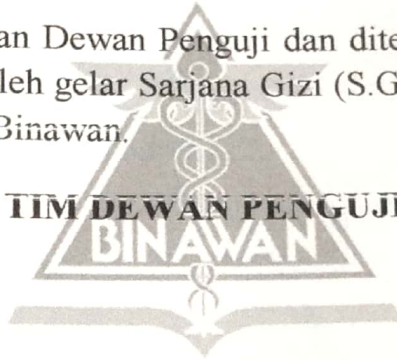 an Dewan Penguji dan dite
leh gelar Sarjana Gizi (S.G
Binawan.
TIM DEWAN PENGUJI
BINAWAN